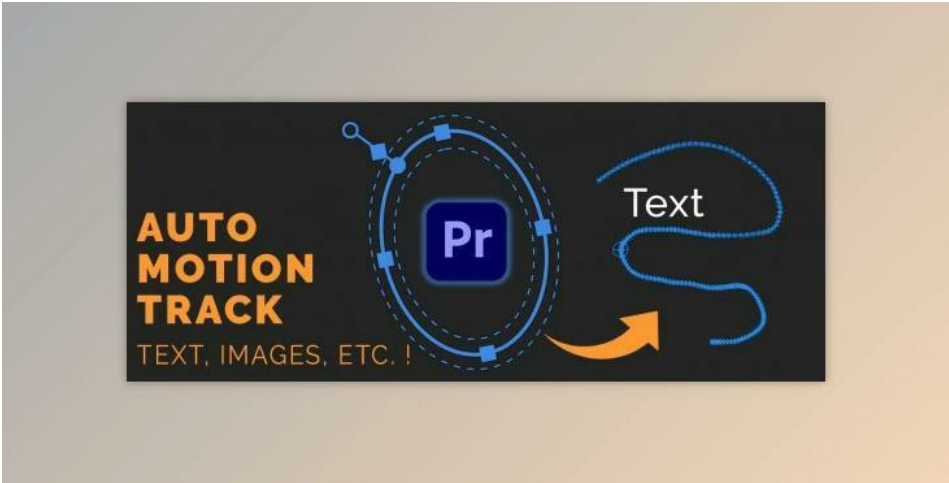 AUTO
MOTION
TRACK
TEXT, IMAGES, ETC. !
Pr
Text